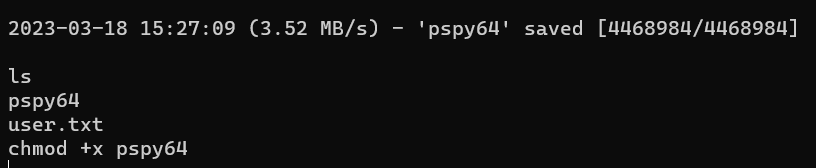 2023-03-18 15:27:09 (3.52 MB/s) - 'pspy64' saved [4468984/4468984]
ls
pspy64
user.txt
chmod +x pspy64